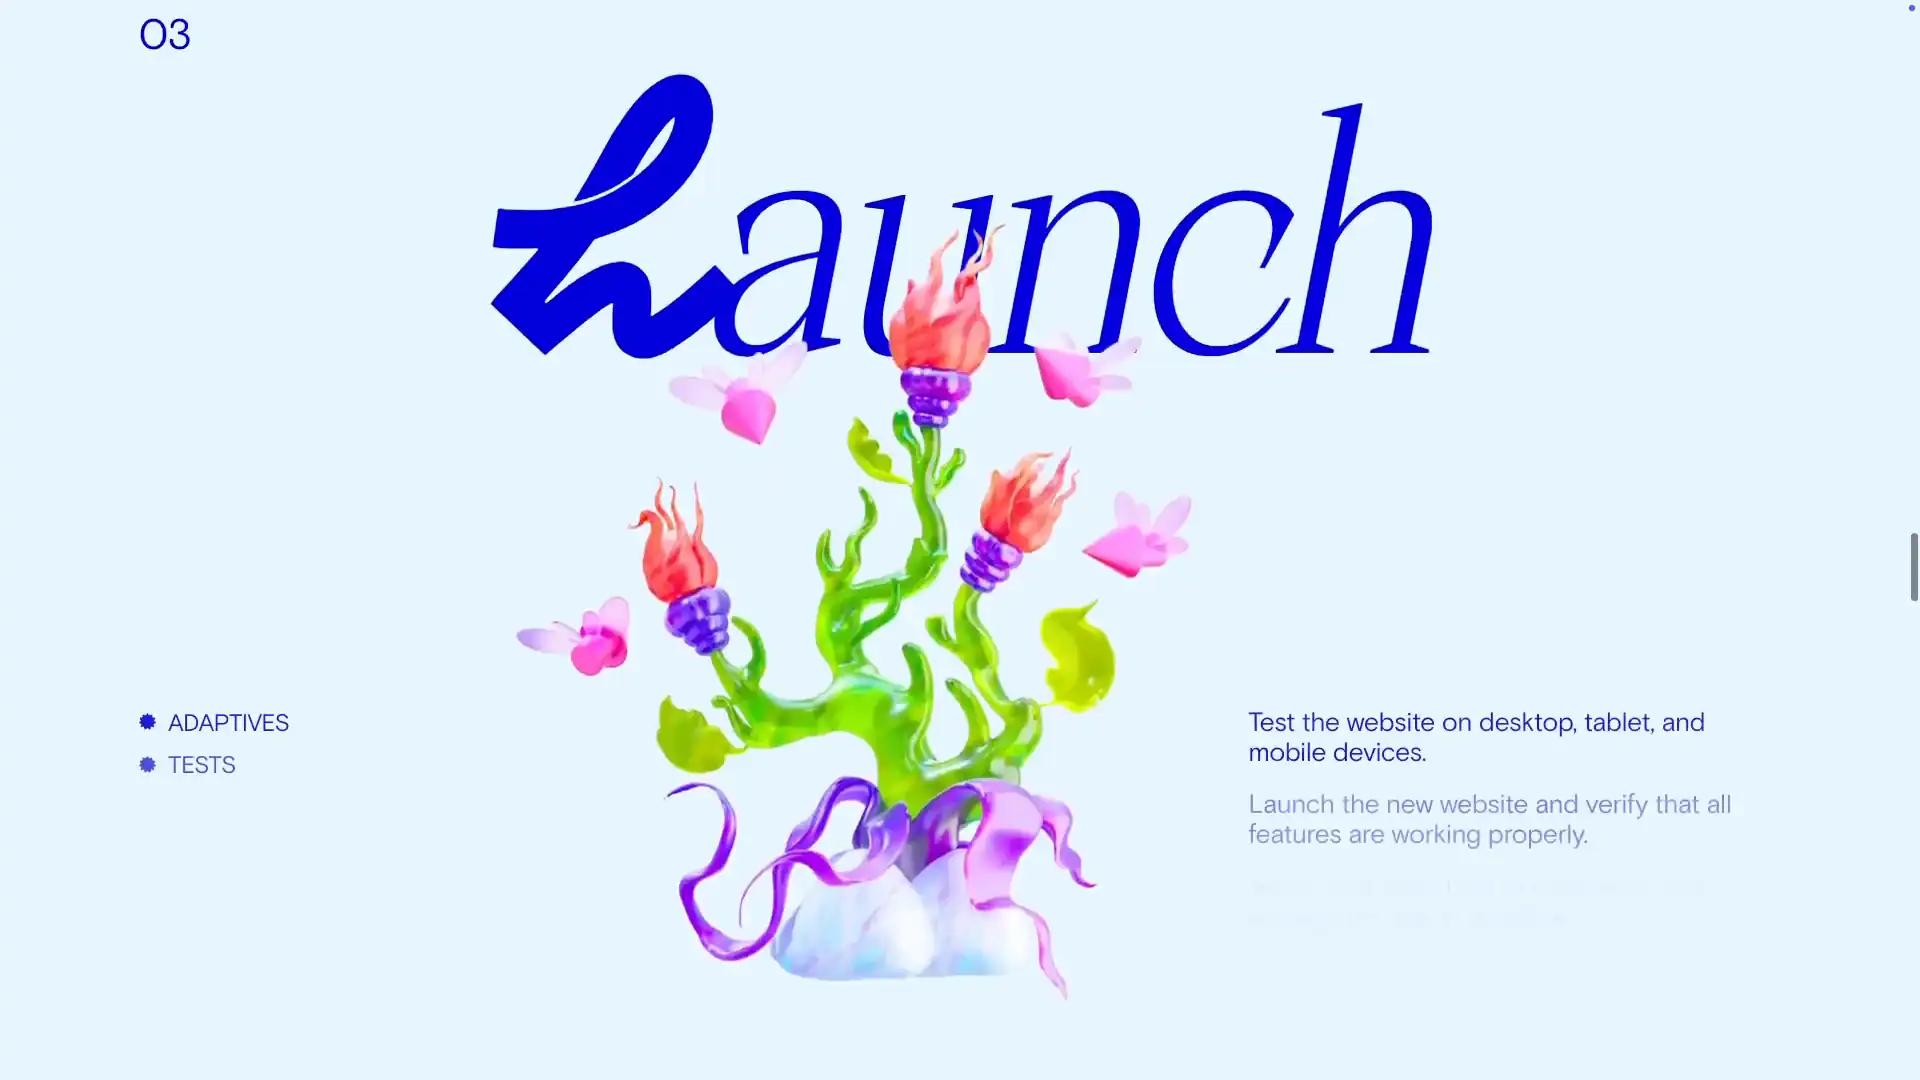 03
Launch
ADAPTIVES
TESTS
Test the website on desktop, tablet, and
mobile devices.
Launch the new website and verify that all
features are working properly.